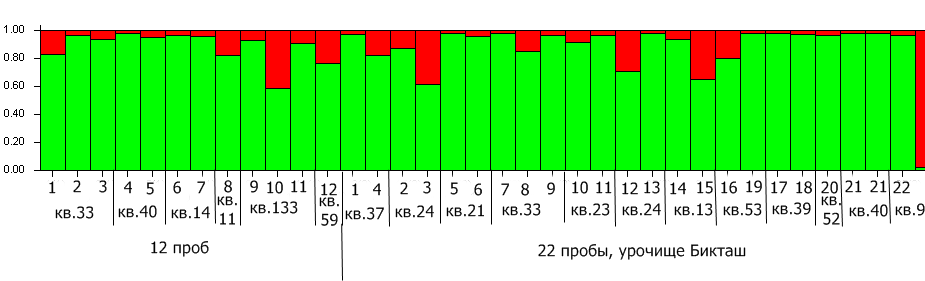 1.00
0.80
0.60
0.40
0.20
0.00
1 2 3 4 5 6 7 8 9 10 11 12 1 4 2 3 5 6 7 8 9 10 11 12 13 14 15 16 19 17 18 20 21 21 22
кв.33 кв.40 кв.14 кв. 11 кв.133 кв. 59 кв.37 кв.24 кв.21 кв.33 кв.23 кв.24 кв.13 кв.53 кв.39 кв. 52 кв.40 кв.9
12 проб 22 пробы, урочище Бикташ